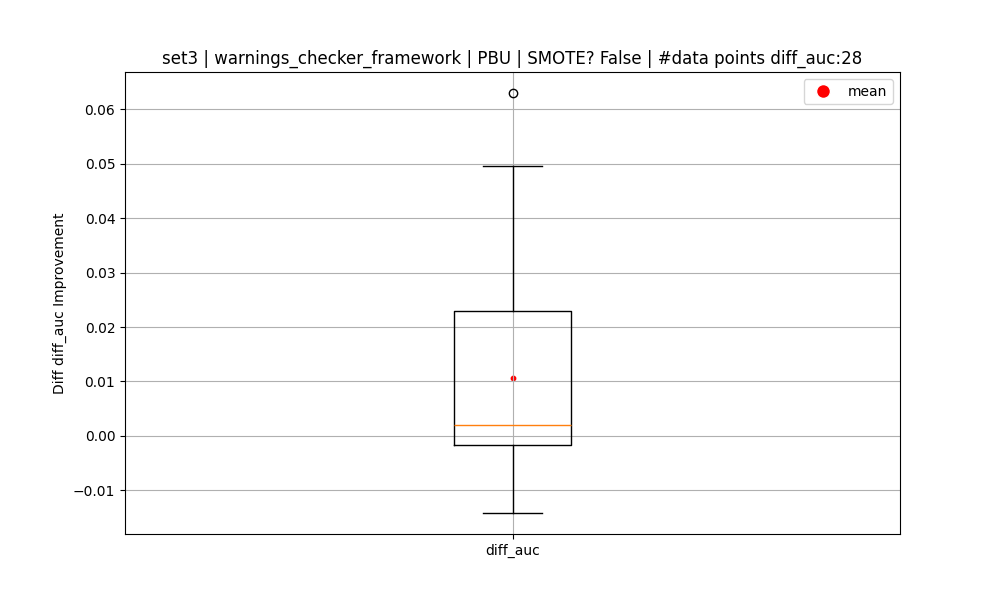 set3 | warnings_checker_framework | PBU | SMOTE? False | #data points diff_auc:28
mean
0.06
0.05
0.04
0.03
0.02
0.01
0.00
−0.01
Diff diff_auc Improvement
diff_auc